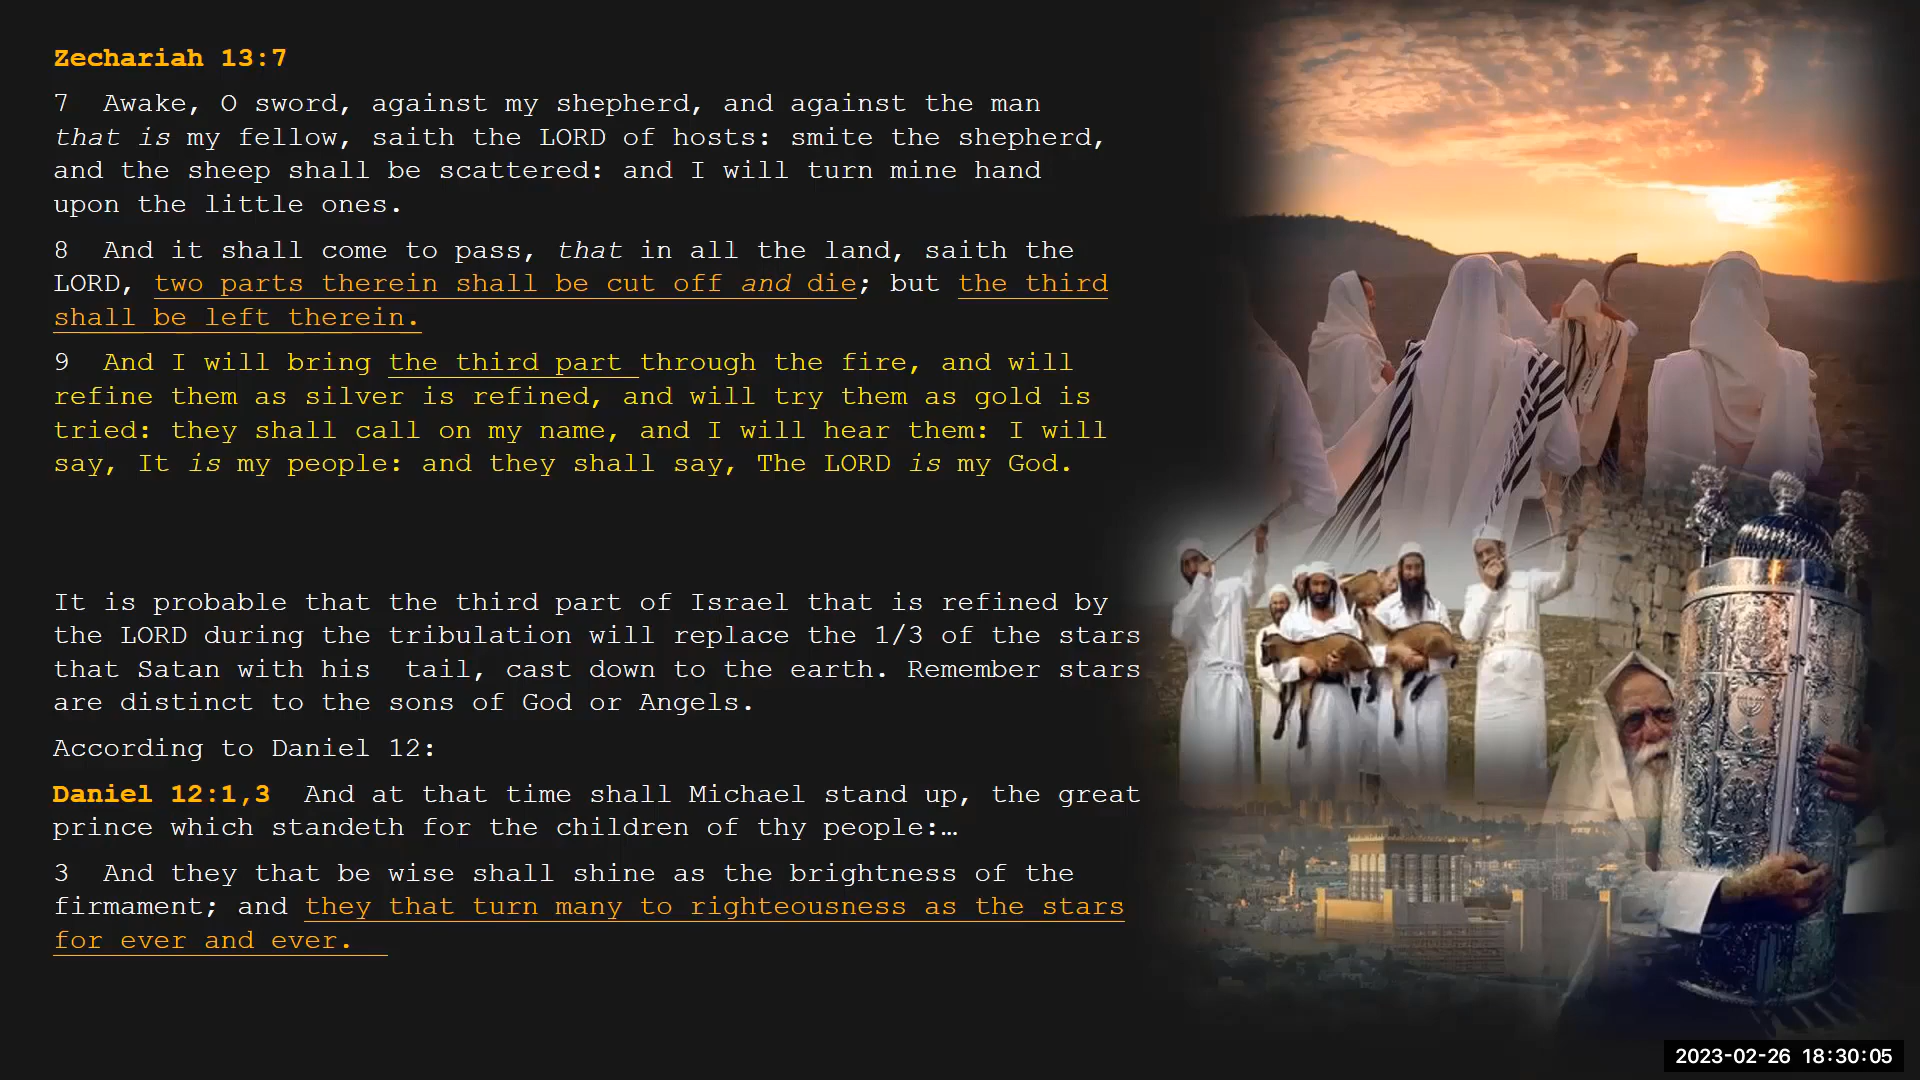 Zechariah 13:7
7  Awake, O sword, against my shepherd, and against the man
that is my fellow, saith the LORD of hosts: smite the shepherd,
and the sheep shall be scattered: and I will turn mine hand
upon the little ones.
8  And it shall come to pass, that in all the land, saith the
LORD, two parts therein shall be cut off and die; but the third
shall be left therein.
9  And I will bring the third part through the fire, and will
refine them as silver is refined, and will try them as gold is
tried: they shall call on my name, and I will hear them: I will
say, It is my people: and they shall say, The LORD is my God.
It is probable that the third part of Israel that is refined by
the LORD during the tribulation will replace the 1/3 of the stars
that Satan with his  tail, cast down to the earth. Remember stars
are distinct to the sons of God or Angels.
According to Daniel 12:
Daniel 12:1,3  And at that time shall Michael stand up, the great
prince which standeth for the children of thy people:…
3  And they that be wise shall shine as the brightness of the
firmament; and they that turn many to righteousness as the stars
for ever and ever.
2023-02-26 18:30:05